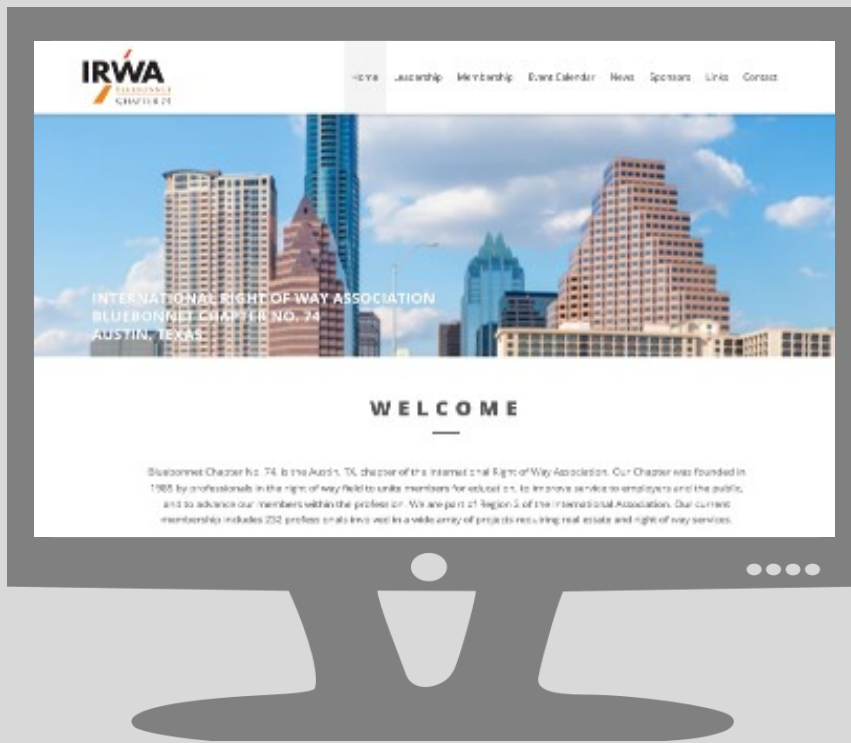 IRWA
BLUEBONNET
CHAPTER 74
Home Leadership Membership Event Calendar News Sponsors Links Contact
INTERNATIONAL RIGHT OF WAY ASSOCIATION
BLUEBONNET CHAPTER NO. 74
AUSTIN, TEXAS
WELCOME
Bluebonnet Chapter No. 74, is the Austin, TX, chapter of the International Right of Way Association. Our Chapter was founded in
1985 by professionals in the right of way field to unite members for education, to improve service to employers and the public,
and to advance our members within the profession. We are part of Region 2 of the International Association. Our current
membership includes 232 professionals involved in a wide array of projects requiring real estate and right of way services.